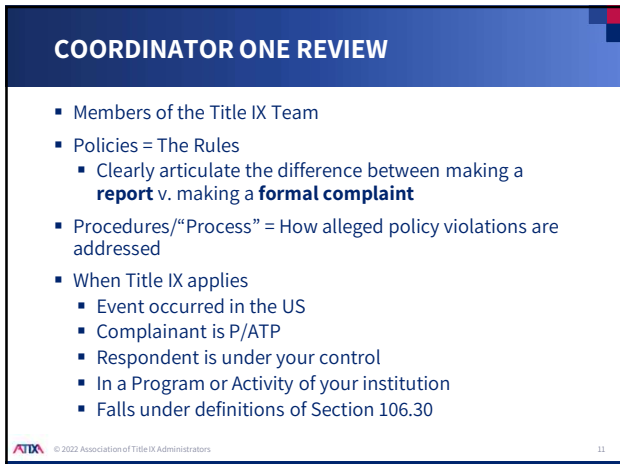 COORDINATOR ONE REVIEW
▪ Members of the Title IX Team
▪ Policies = The Rules
▪ Clearly articulate the difference between making a
report v. making a formal complaint
▪ Procedures/“Process” = How alleged policy violations are
addressed
▪ When Title IX applies
▪ Event occurred in the US
▪ Complainant is P/ATP
▪ Respondent is under your control
▪ In a Program or Activity of your institution
▪ Falls under definitions of Section 106.30
ATIXA © 2022 Association of Title IX Administrators 11